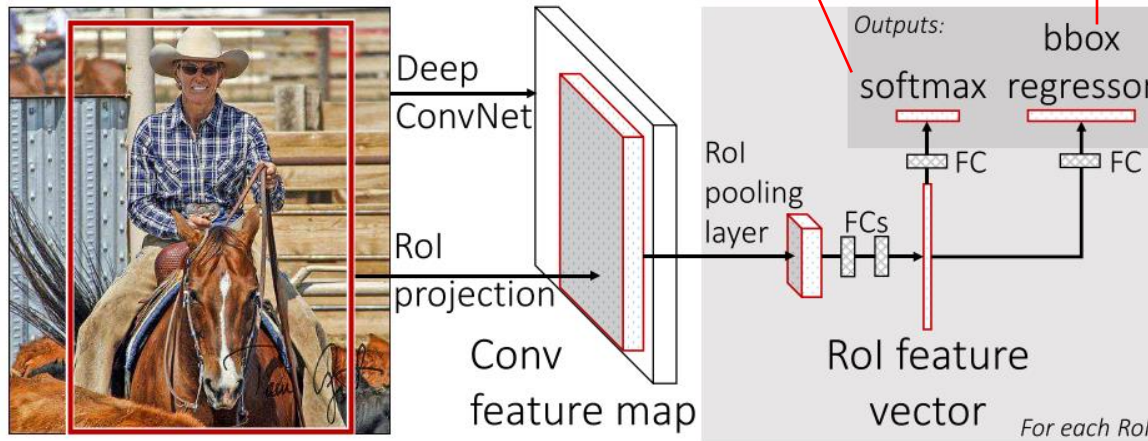 Deep
ConvNet
RoI
projection
Conv
feature map
RoI
pooling
layer
FCs
Outputs:
softmax
bbox
regressor
FC
FC
RoI feature
vector
For each RoI